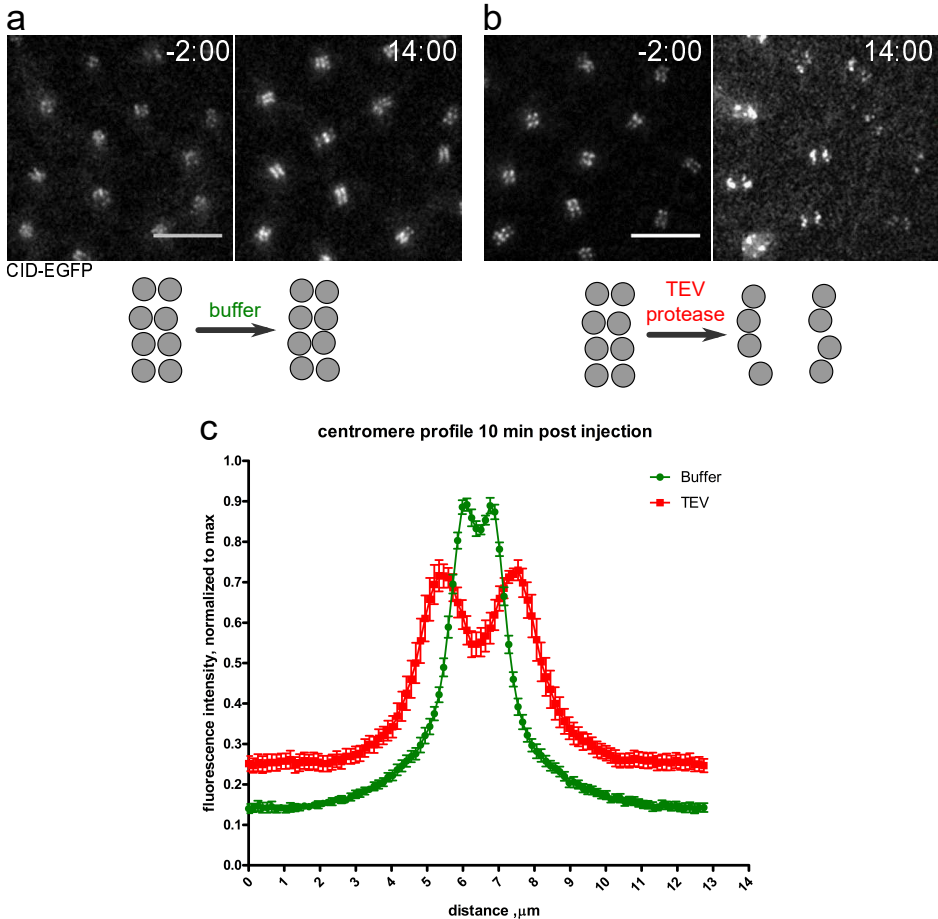 a
b
-2:00
14:00
-2:00
14:00
CID-EGFP
buffer
TEV
protease
c
centromere profile 10 min post injection
fluorescence intensity, normalized to max
1.0
0.9
0.8
0.7
0.6
0.5
0.4
0.3
0.2
0.1
0.0
Buffer
TEV
0 1 2 3 4 5 6 7 8 9 10 11 12 13 14
distance ,μm